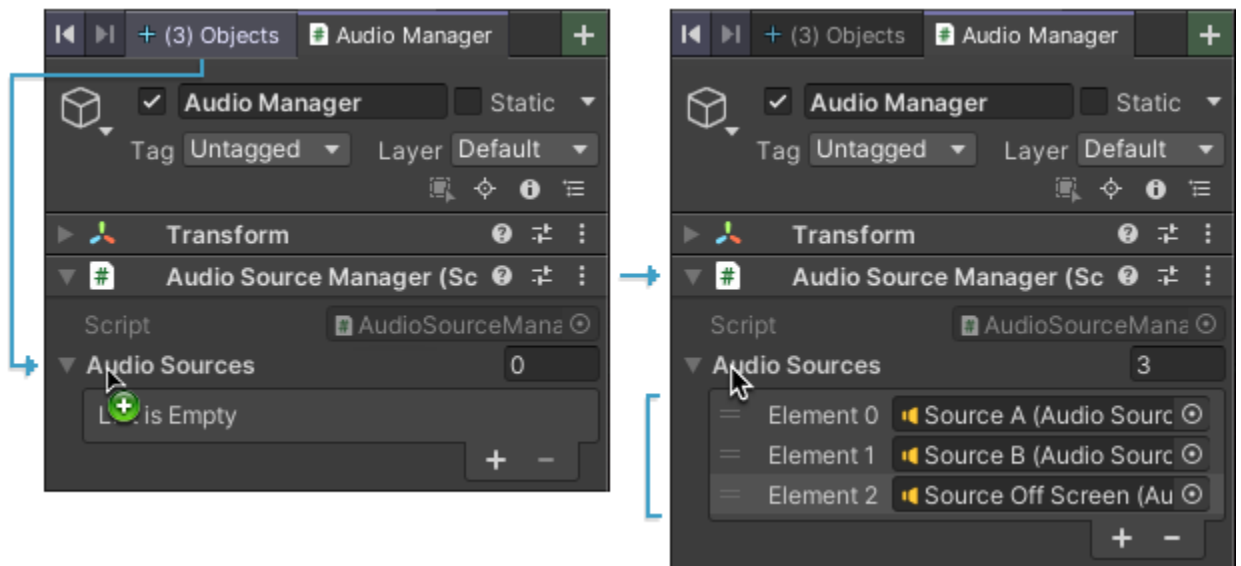 (3) Objects
Audio Manager
+
Audio Manager
Static
Tag Untagged Layer Default
Transform
Audio Source Manager (Sc
Script AudioSourceMana
Audio Sources 0
is Empty
+ −
(3) Objects
Audio Manager
+
Audio Manager
Static
Tag Untagged Layer Default
Transform
Audio Source Manager (Sc
Script AudioSourceMana
Audio Sources 3
Element 0 Source A (Audio Sourc
Element 1 Source B (Audio Sourc
Element 2 Source Off Screen (Au
+ −